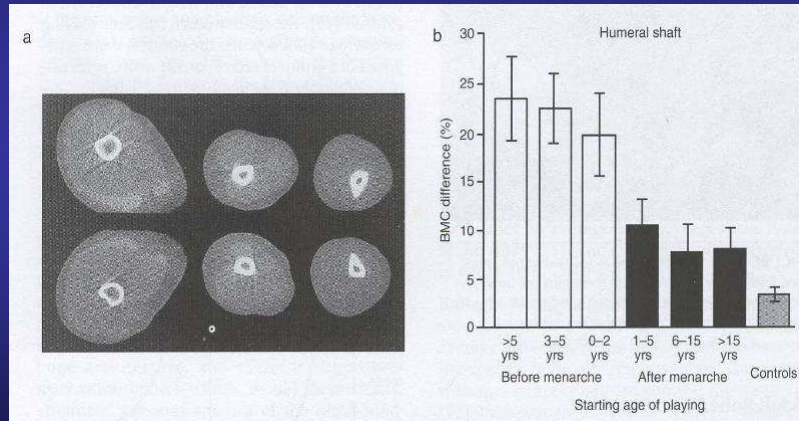 a
b
Humeral shaft
BMC difference (%)
30
25
20
15
10
5
0
>5 3–5 0–2 1–5 6–15 >15
yrs yrs yrs yrs yrs yrs
Before menarche After menarche Controls
Starting age of playing